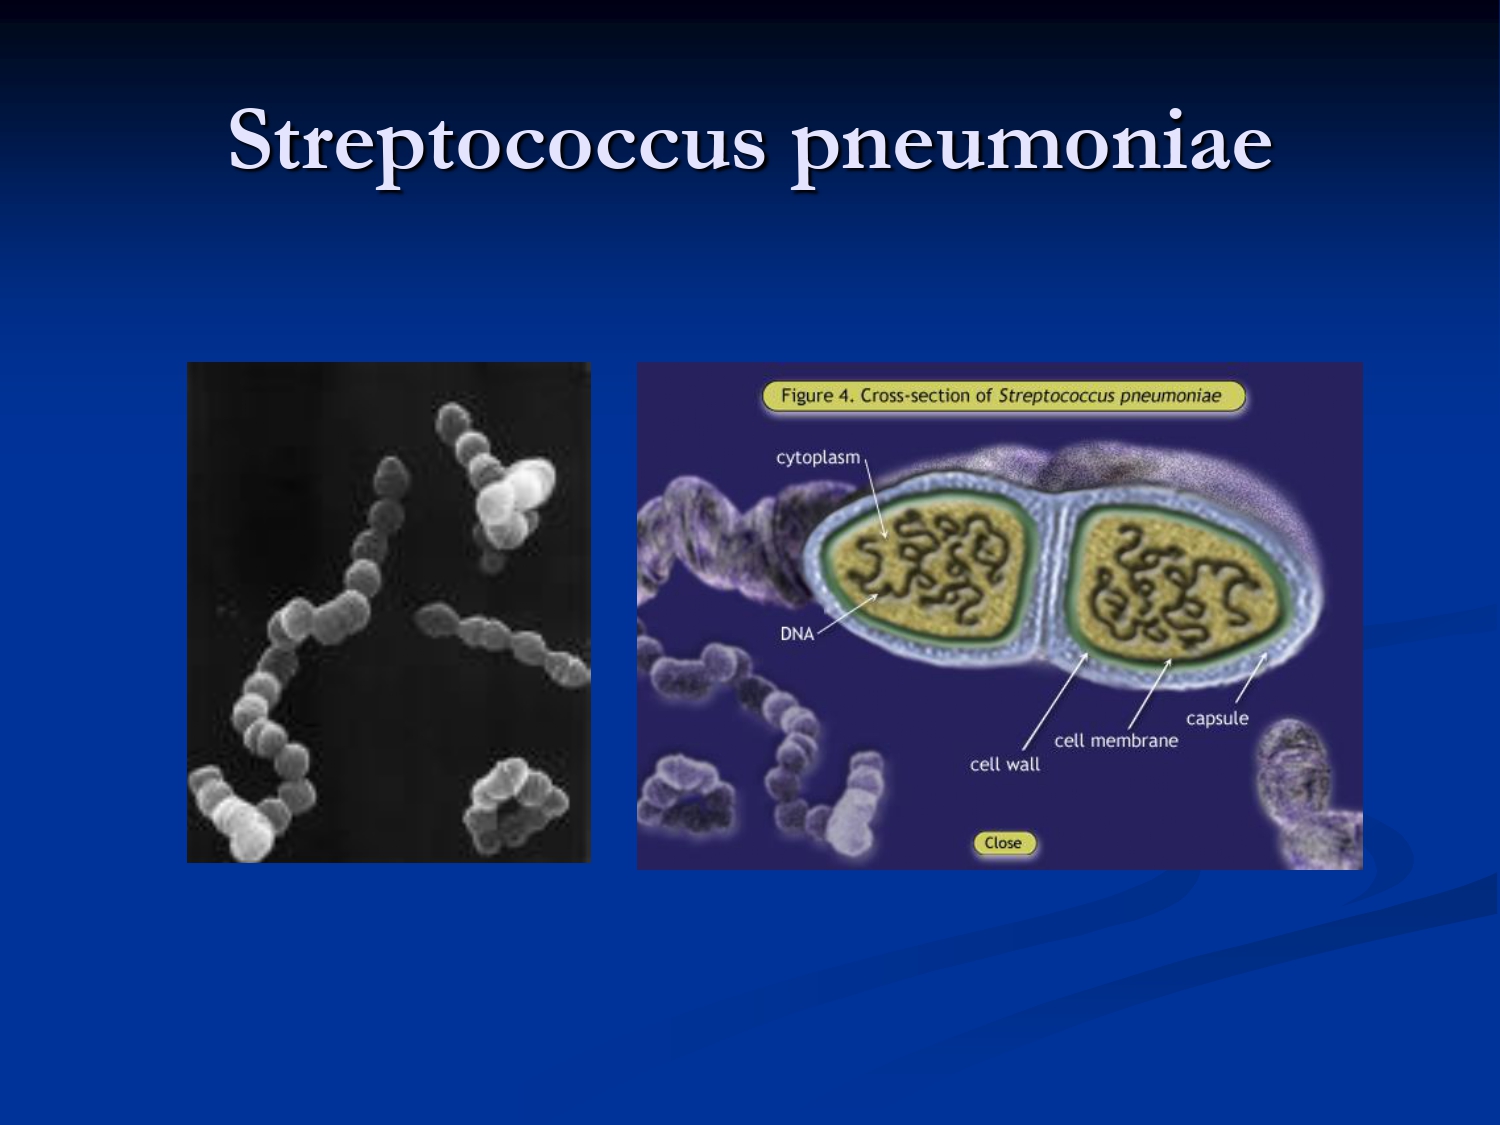 Streptococcus pneumoniae
Figure 4. Cross-section of Streptococcus pneumoniae
cytoplasm
DNA
capsule
cell membrane
cell wall
Close